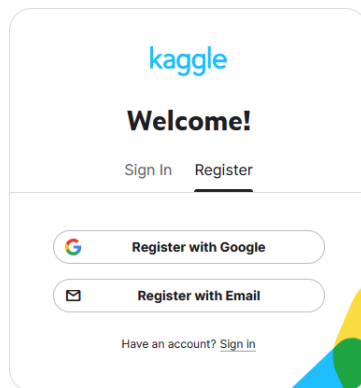 kaggle
Welcome!
Sign In Register
Register with Google
Register with Email
Have an account? Sign in